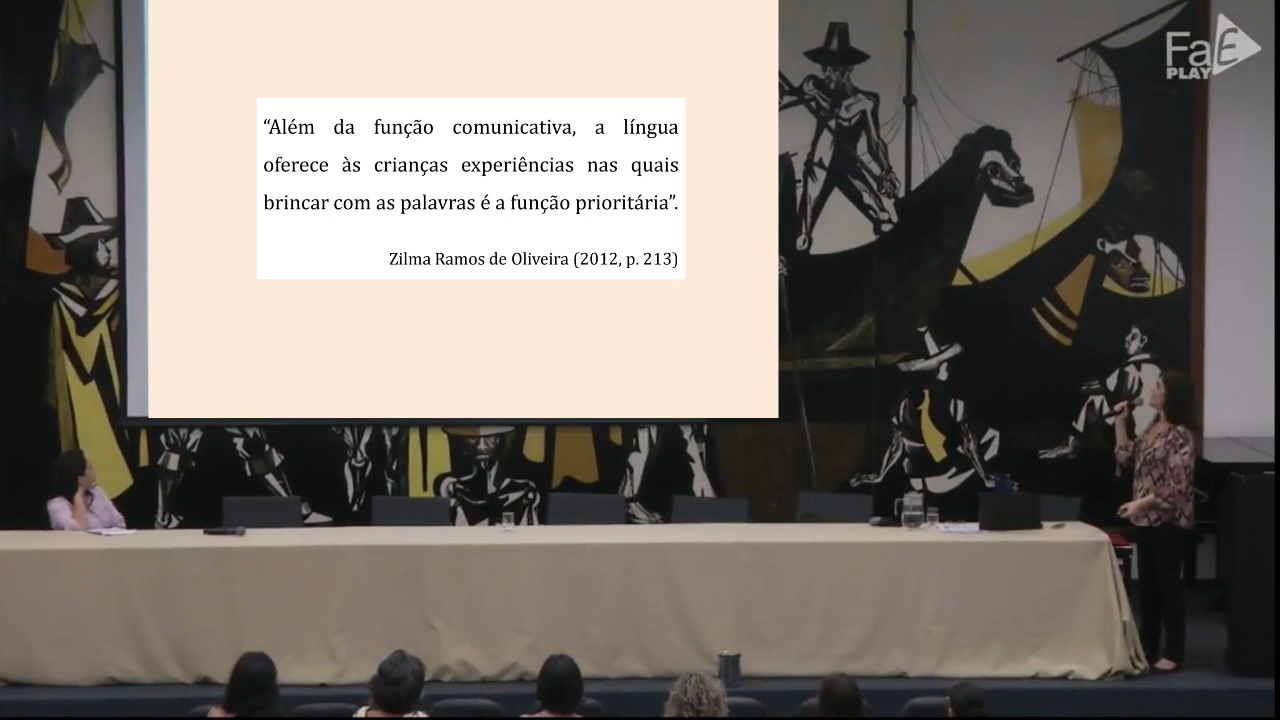 “Além da função comunicativa, a língua
oferece às crianças experiências nas quais
brincar com as palavras é a função prioritária”.
Zilma Ramos de Oliveira (2012, p. 213)
FaE
PLAY